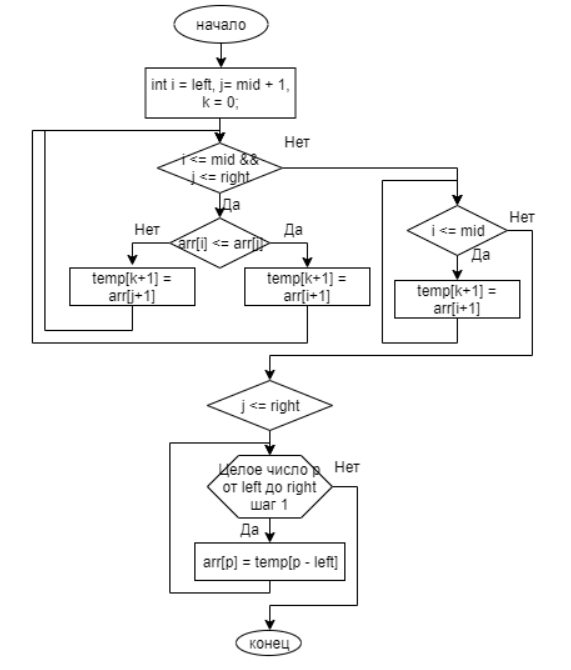 начало
int i = left, j= mid + 1,
k = 0;
Нет
i <= mid &&
j <= right
Да
Нет
arr[i] <= arr[j]
Да
temp[k+1] =
arr[j+1]
temp[k+1] =
arr[i+1]
i <= mid
Нет
Да
temp[k+1] =
arr[i+1]
j <= right
Целое число p
от left до right
шаг 1
Нет
Да
arr[p] = temp[p - left]
конец